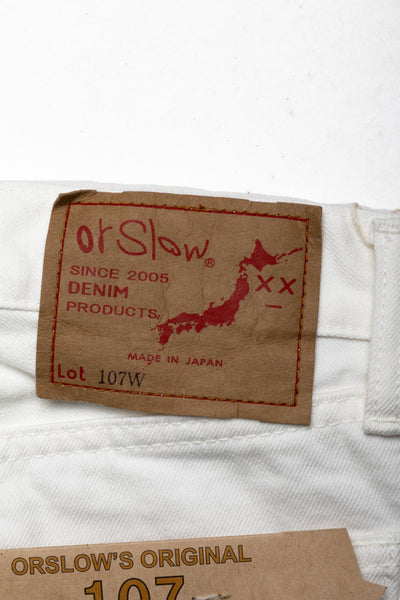 orslow®
SINCE 2005
DENIM
PRODUCTS,
XX
MADE IN JAPAN
Lot 107W
ORSLOW'S ORIGINAL
107